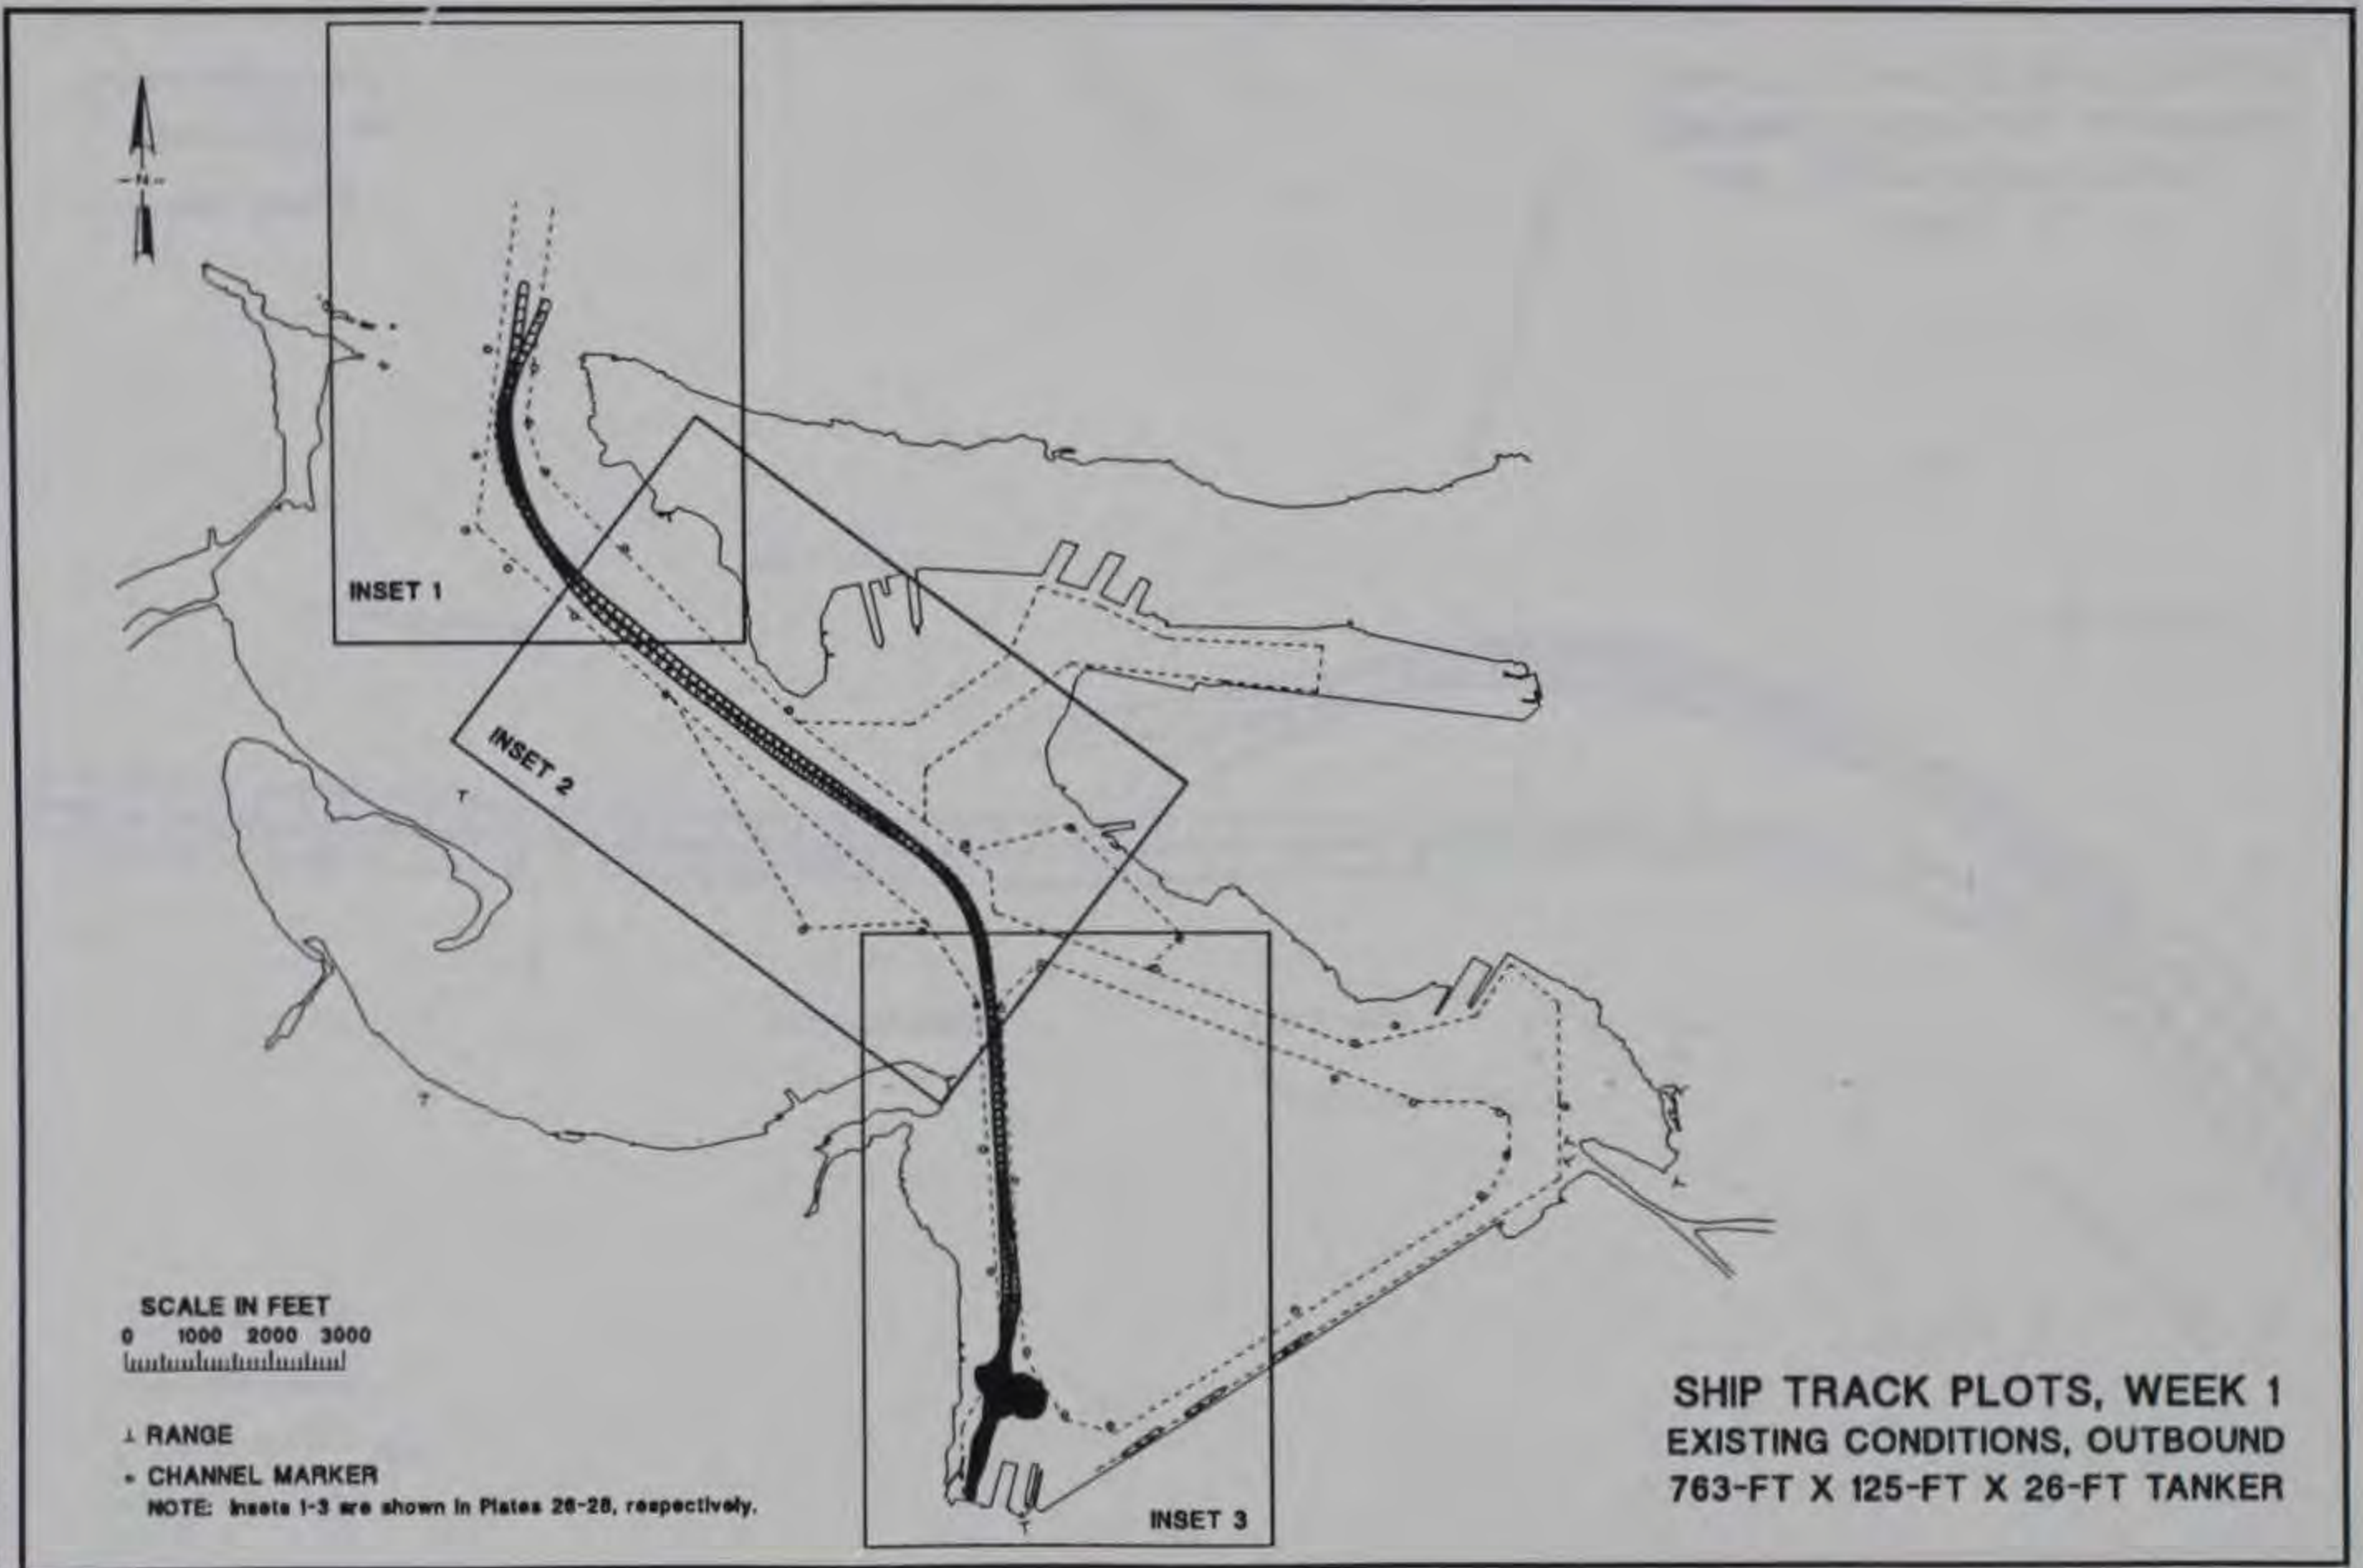 -N-
INSET 1
INSET 2
SCALE IN FEET
0 1000 2000 3000
⊥ RANGE
• CHANNEL MARKER
NOTE: Insets 1-3 are shown in Plates 26-28, respectively.
INSET 3
SHIP TRACK PLOTS, WEEK 1
EXISTING CONDITIONS, OUTBOUND
763-FT X 125-FT X 26-FT TANKER